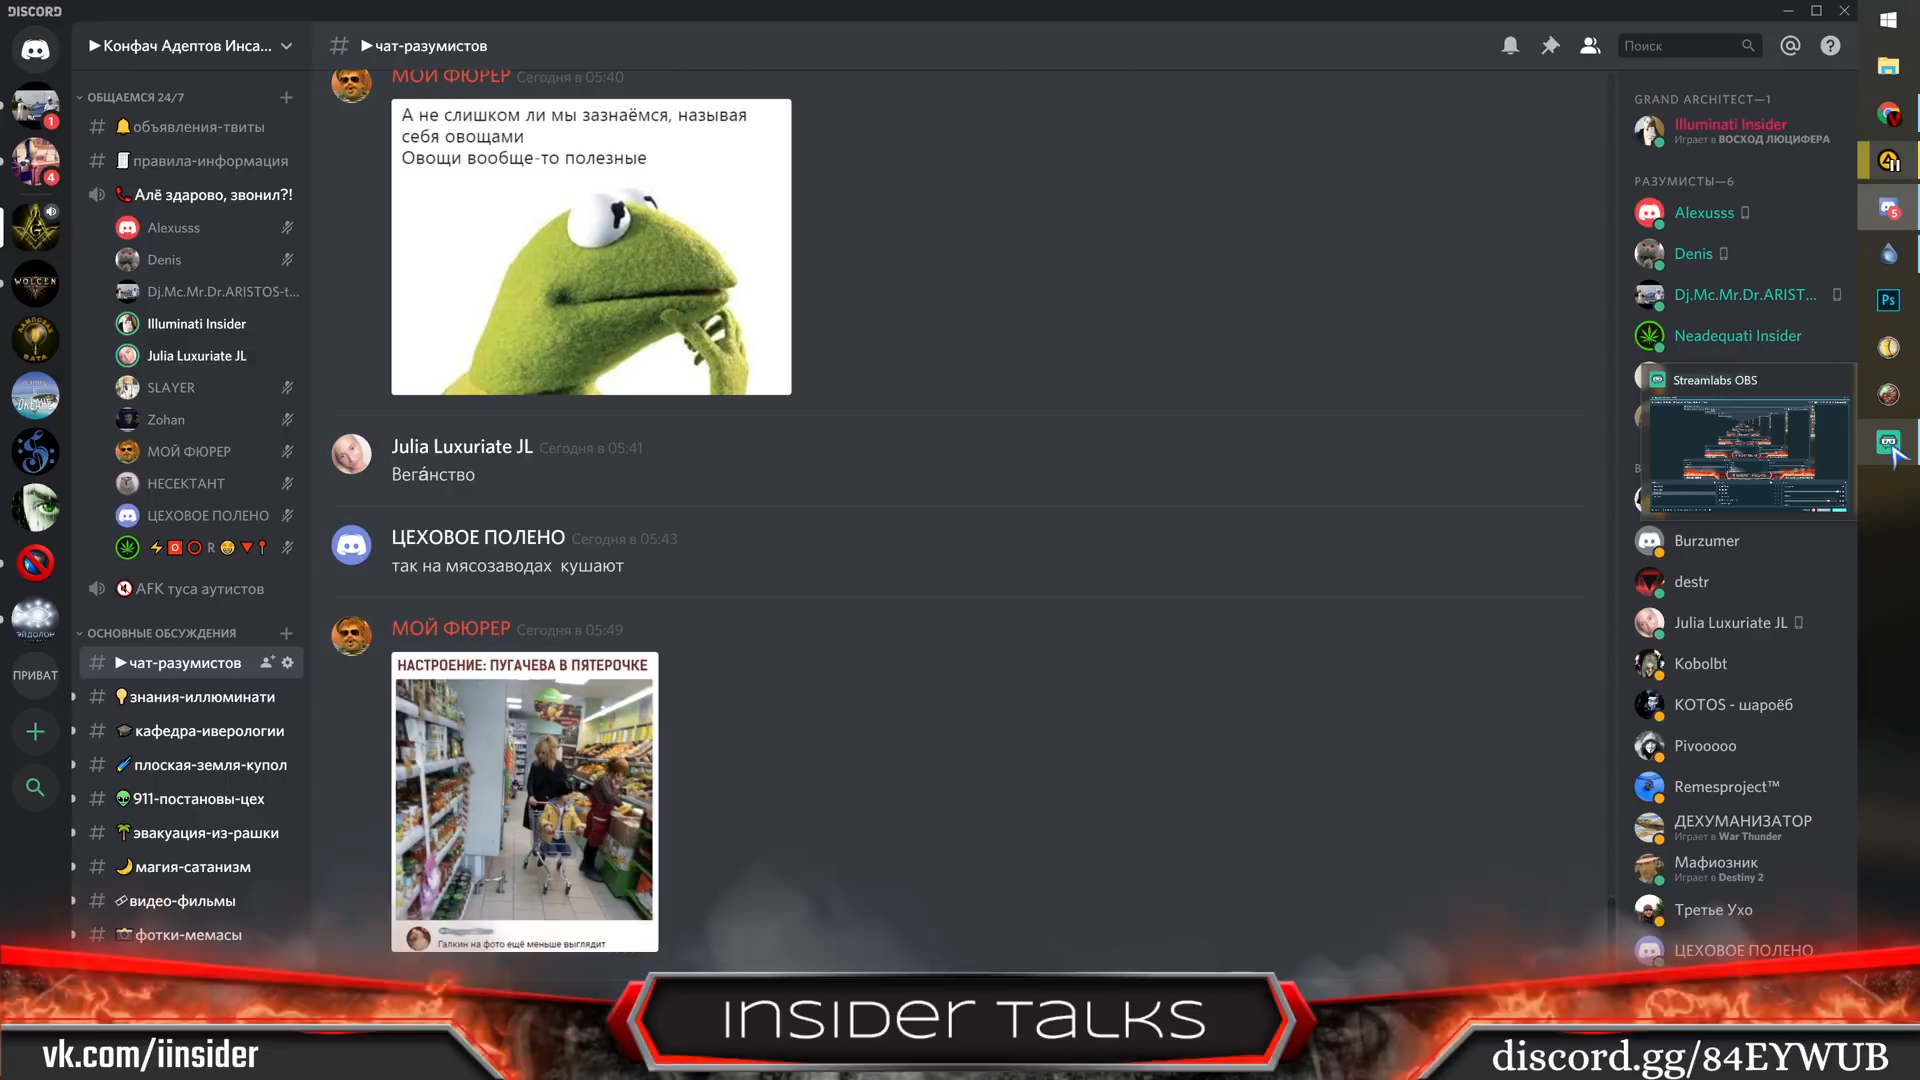 DISCORD
▶Конфач Адептов Инса...
▶чат-разумистов
Поиск
ОБЩАЕМСЯ 24/7
объявления-твиты
правила-информация
Алё здарово, звонил?!
Alexusss
Denis
Dj.Mc.Mr.Dr.ARISTOS-t...
Illuminati Insider
Julia Luxuriate JL
SLAYER
Zohan
МОЙ ФЮРЕР
НЕСЕКТАНТ
ЦЕХОВОЕ ПОЛЕНО
AFK туса аутистов
ОСНОВНЫЕ ОБСУЖДЕНИЯ
▶чат-разумистов
знания-иллюминати
кафедра-иверологии
плоская-земля-купол
911-постановы-цех
эвакуация-из-рашки
магия-сатанизм
видео-фильмы
фотки-мемасы
1
4
WOLCEN
ЭЙДОЛОН
ПРИВАТ
МОЙ ФЮРЕР Сегодня в 05:40
А не слишком ли мы зазнаёмся, называя
себя овощами
Овощи вообще-то полезные
Julia Luxuriate JL Сегодня в 05:41
Вега́нство
ЦЕХОВОЕ ПОЛЕНО Сегодня в 05:43
так на мясозаводах кушают
МОЙ ФЮРЕР Сегодня в 05:49
НАСТРОЕНИЕ: ПУГАЧЕВА В ПЯТЕРОЧКЕ
Галкин на фото ещё меньше выглядит
GRAND ARCHITECT—1
Illuminati Insider
Играет в ВОСХОД ЛЮЦИФЕРА
РАЗУМИСТЫ—6
Alexusss
Denis
Dj.Mc.Mr.Dr.ARIST...
Neadequati Insider
Streamlabs OBS
Burzumer
destr
Julia Luxuriate JL
Kobolbt
KOTOS - шароёб
Pivooooo
Remesproject™
ДЕХУМАНИЗАТОР
Играет в War Thunder
Мафиозник
Играет в Destiny 2
Третье Ухо
ЦЕХОВОЕ ПОЛЕНО
5
Ps
INSIDER TALKS
vk.com/iinsider
discord.gg/84EYWUB